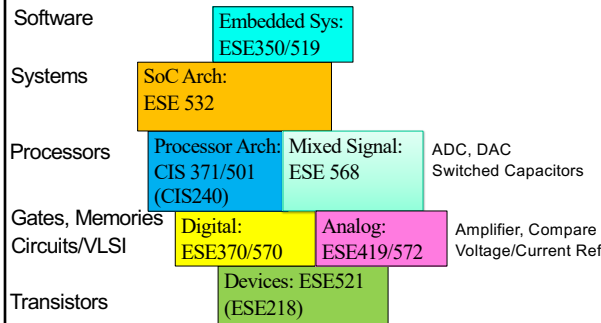 Software
Embedded Sys:
ESE350/519
Systems
SoC Arch:
ESE 532
Processors
Processor Arch:
CIS 371/501
(CIS240)
Mixed Signal:
ESE 568
ADC, DAC
Switched Capacitors
Gates, Memories
Circuits/VLSI
Digital:
ESE370/570
Analog:
ESE419/572
Amplifier, Compare
Voltage/Current Ref
Transistors
Devices: ESE521
(ESE218)